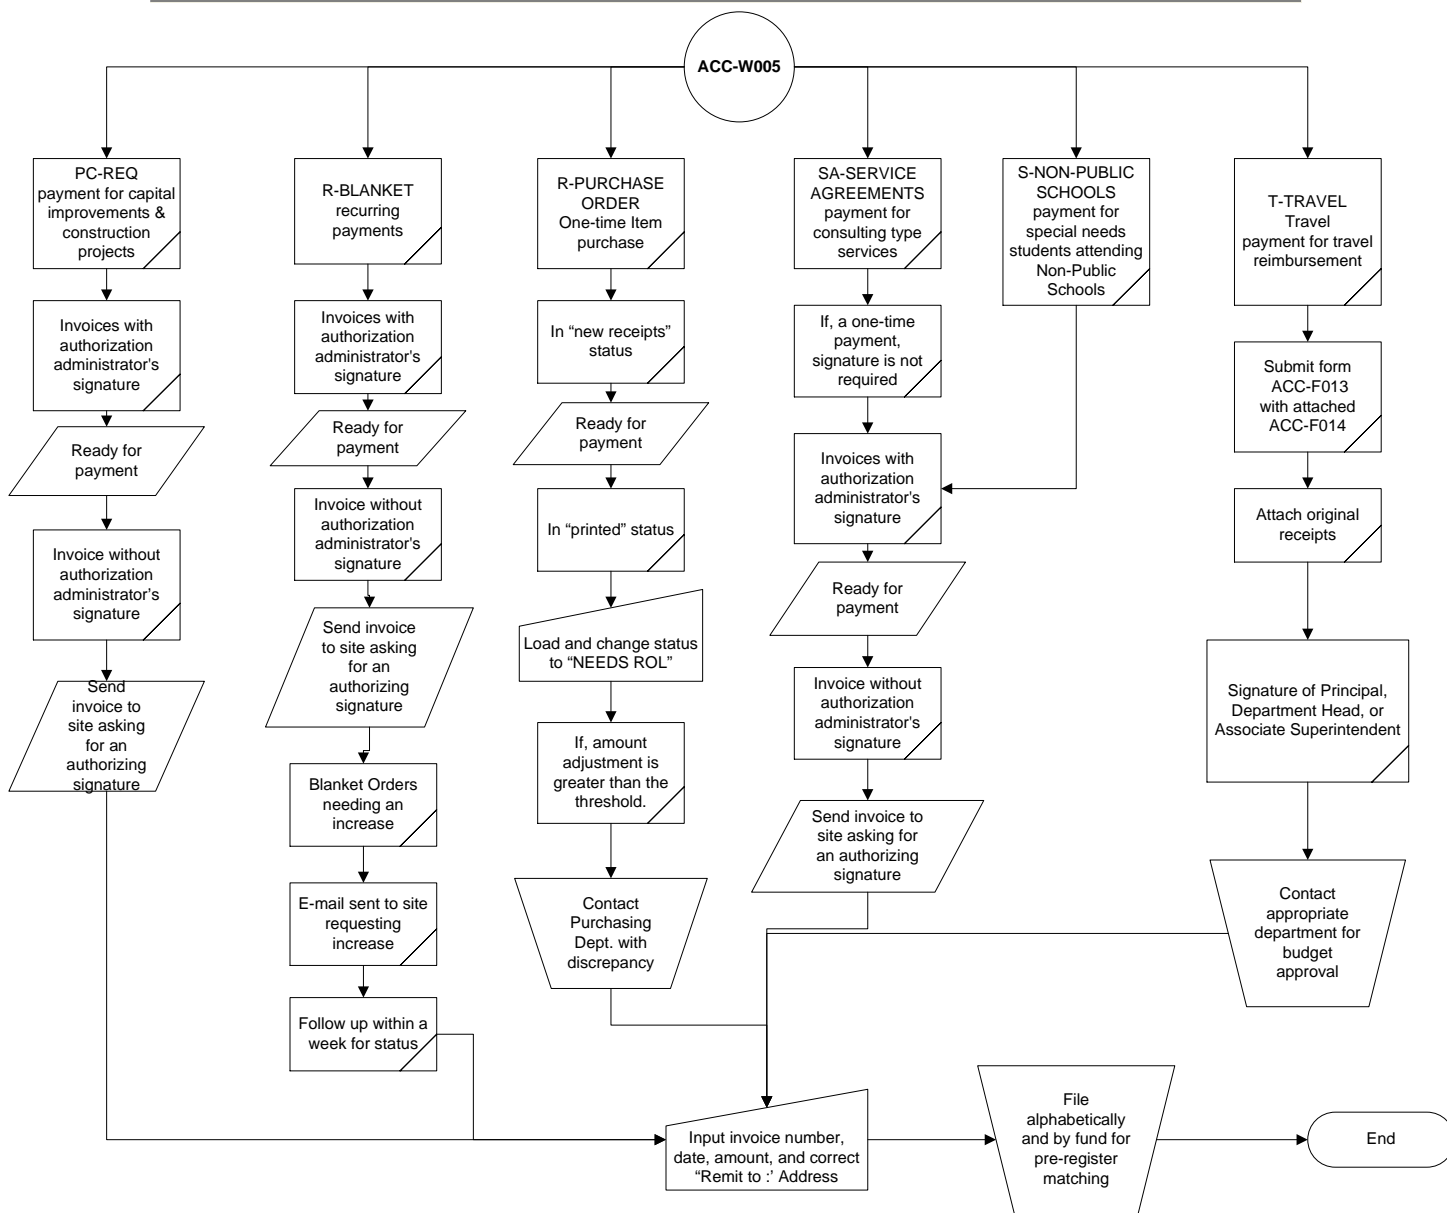 ACC-W005
PC-REQ
payment for capital
improvements &
construction
projects
Invoices with
authorization
administrator's
signature
Ready for
payment
Invoice without
authorization
administrator's
signature
Send
invoice to
site asking
for an
authorizing
signature
R-BLANKET
recurring
payments
Invoices with
authorization
administrator's
signature
Ready for
payment
Invoice without
authorization
administrator's
signature
Send invoice
to site asking
for an
authorizing
signature
Blanket Orders
needing an
increase
E-mail sent to site
requesting
increase
Follow up within a
week for status
R-PURCHASE
ORDER
One-time Item
purchase
In “new receipts”
status
Ready for
payment
In “printed” status
Load and change status
to “NEEDS ROL”
If, amount
adjustment is
greater than the
threshold.
Contact
Purchasing
Dept. with
discrepancy
SA-SERVICE
AGREEMENTS
payment for
consulting type
services
If, a one-time
payment,
signature is not
required
Invoices with
authorization
administrator's
signature
Ready for
payment
Invoice without
authorization
administrator's
signature
Send invoice to
site asking for
an authorizing
signature
S-NON-PUBLIC
SCHOOLS
payment for
special needs
students attending
Non-Public
Schools
T-TRAVEL
Travel
payment for travel
reimbursement
Submit form
ACC-F013
with attached
ACC-F014
Attach original
receipts
Signature of Principal,
Department Head, or
Associate Superintendent
Contact
appropriate
department for
budget
approval
Input invoice number,
date, amount, and correct
“Remit to :’ Address
File
alphabetically
and by fund for
pre-register
matching
End